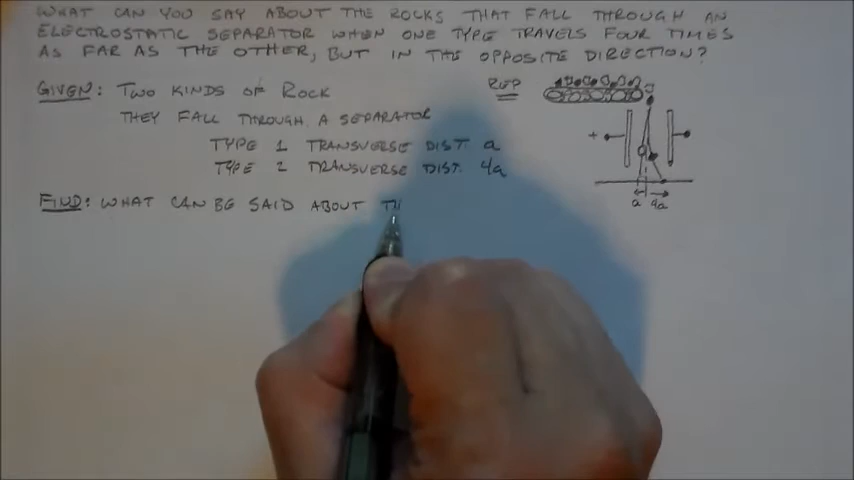 WHAT CAN YOU SAY ABOUT THE ROCKS THAT FALL THROUGH AN
ELECTROSTATIC SEPARATOR WHEN ONE TYPE TRAVELS FOUR TIMES
AS FAR AS THE OTHER, BUT IN THE OPPOSITE DIRECTION?
GIVEN: TWO KINDS OF ROCK
REP
THEY FALL THROUGH A SEPARATOR
TYPE 1 TRANSVERSE DIST. a
+ -
TYPE 2 TRANSVERSE DIST. 4a
a 4a
FIND: WHAT CAN BE SAID ABOUT TH